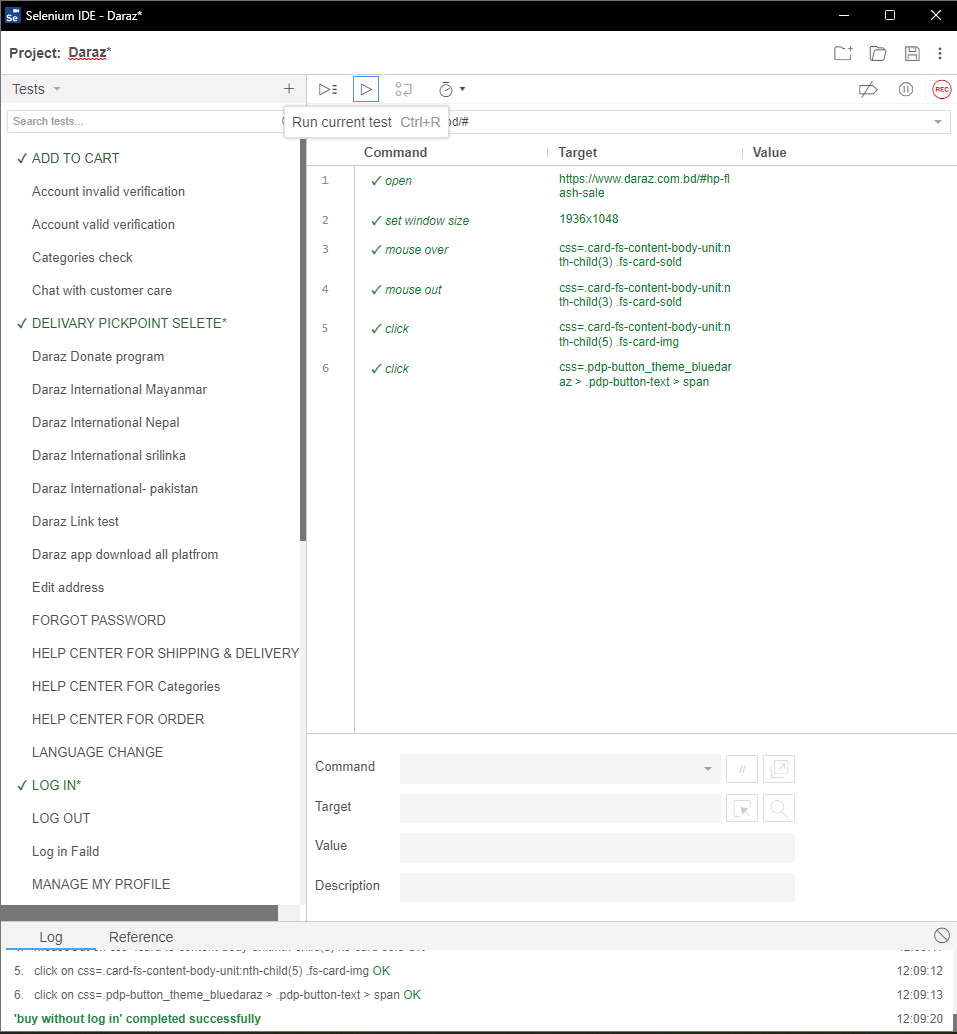 Selenium IDE - Daraz*
Project: Daraz*
Tests
REC
Search tests...
bd/#
Run current test Ctrl+R
Command Target Value
ADD TO CART
Account invalid verification
Account valid verification
Categories check
Chat with customer care
DELIVARY PICKPOINT SELETE*
Daraz Donate program
Daraz International Mayanmar
Daraz International Nepal
Daraz International srilinka
Daraz International- pakistan
Daraz Link test
Daraz app download all platfrom
Edit address
FORGOT PASSWORD
HELP CENTER FOR SHIPPING & DELIVERY
HELP CENTER FOR Categories
HELP CENTER FOR ORDER
LANGUAGE CHANGE
LOG IN*
LOG OUT
Log in Faild
MANAGE MY PROFILE
1 open https://www.daraz.com.bd/#hp-fl
ash-sale
2 set window size 1936x1048
3 mouse over css=.card-fs-content-body-unit:n
th-child(3) .fs-card-sold
4 mouse out css=.card-fs-content-body-unit:n
th-child(3) .fs-card-sold
5 click css=.card-fs-content-body-unit:n
th-child(5) .fs-card-img
6 click css=.pdp-button_theme_bluedar
az > .pdp-button-text > span
Command //
Target
Value
Description
Log Reference
5. click on css=.card-fs-content-body-unit:nth-child(5) .fs-card-img OK 12:09:12
6. click on css=.pdp-button_theme_bluedaraz > .pdp-button-text > span OK 12:09:13
'buy without log in' completed successfully 12:09:20